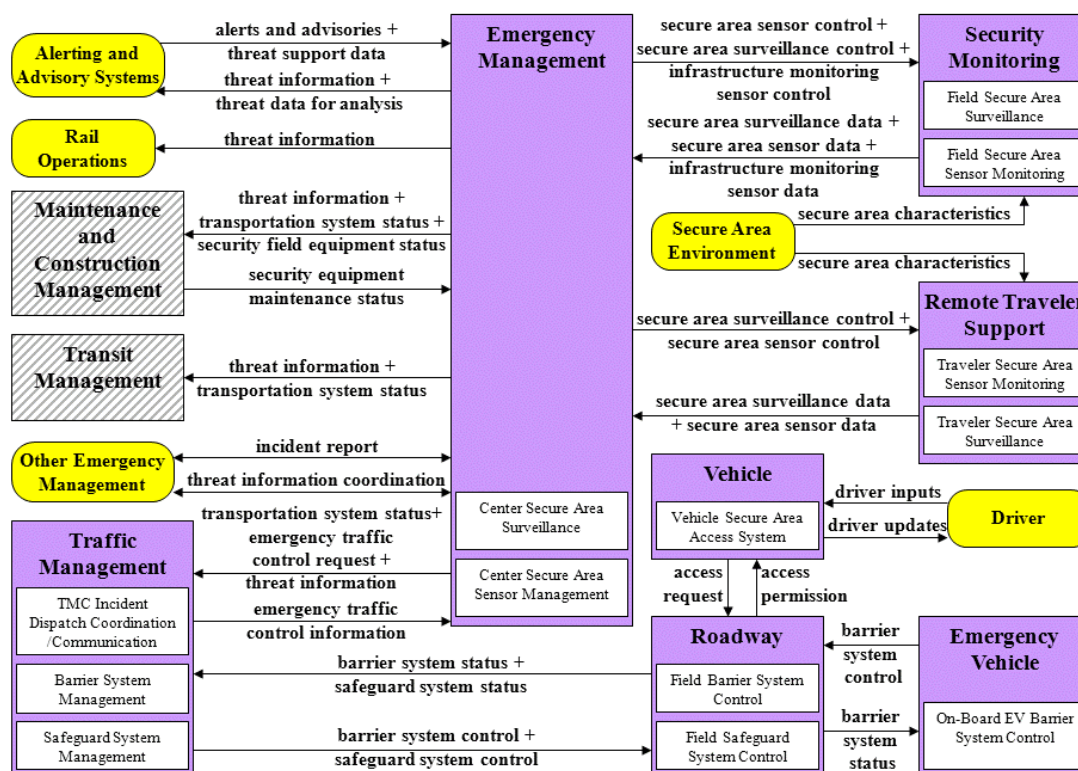 alerts and advisories +
threat support data
threat information +
threat data for analysis
Alerting and
Advisory Systems
Rail
Operations
threat information
Maintenance
and
Construction
Management
threat information +
transportation system status +
security field equipment status
security equipment
maintenance status
Transit
Management
threat information +
transportation system status
Other Emergency
Management
incident report
threat information coordination
transportation system status+
emergency traffic
control request +
threat information
emergency traffic
control information
Traffic
Management
TMC Incident
Dispatch Coordination
/Communication
Barrier System
Management
Safeguard System
Management
barrier system status +
safeguard system status
barrier system control +
safeguard system control
Emergency
Management
Center Secure Area
Surveillance
Center Secure Area
Sensor Management
secure area sensor control +
secure area surveillance control +
infrastructure monitoring
sensor control
secure area surveillance data +
secure area sensor data +
infrastructure monitoring
sensor data
Security
Monitoring
Field Secure Area
Surveillance
Field Secure Area
Sensor Monitoring
Secure Area
Environment
secure area characteristics
secure area characteristics
secure area surveillance control +
secure area sensor control
secure area surveillance data
+ secure area sensor data
Remote Traveler
Support
Traveler Secure Area
Sensor Monitoring
Traveler Secure Area
Surveillance
Vehicle
Vehicle Secure Area
Access System
driver inputs
driver updates
Driver
access
request
access
permission
Roadway
Field Barrier System
Control
Field Safeguard
System Control
barrier
system
control
barrier
system
status
Emergency
Vehicle
On-Board EV Barrier
System Control